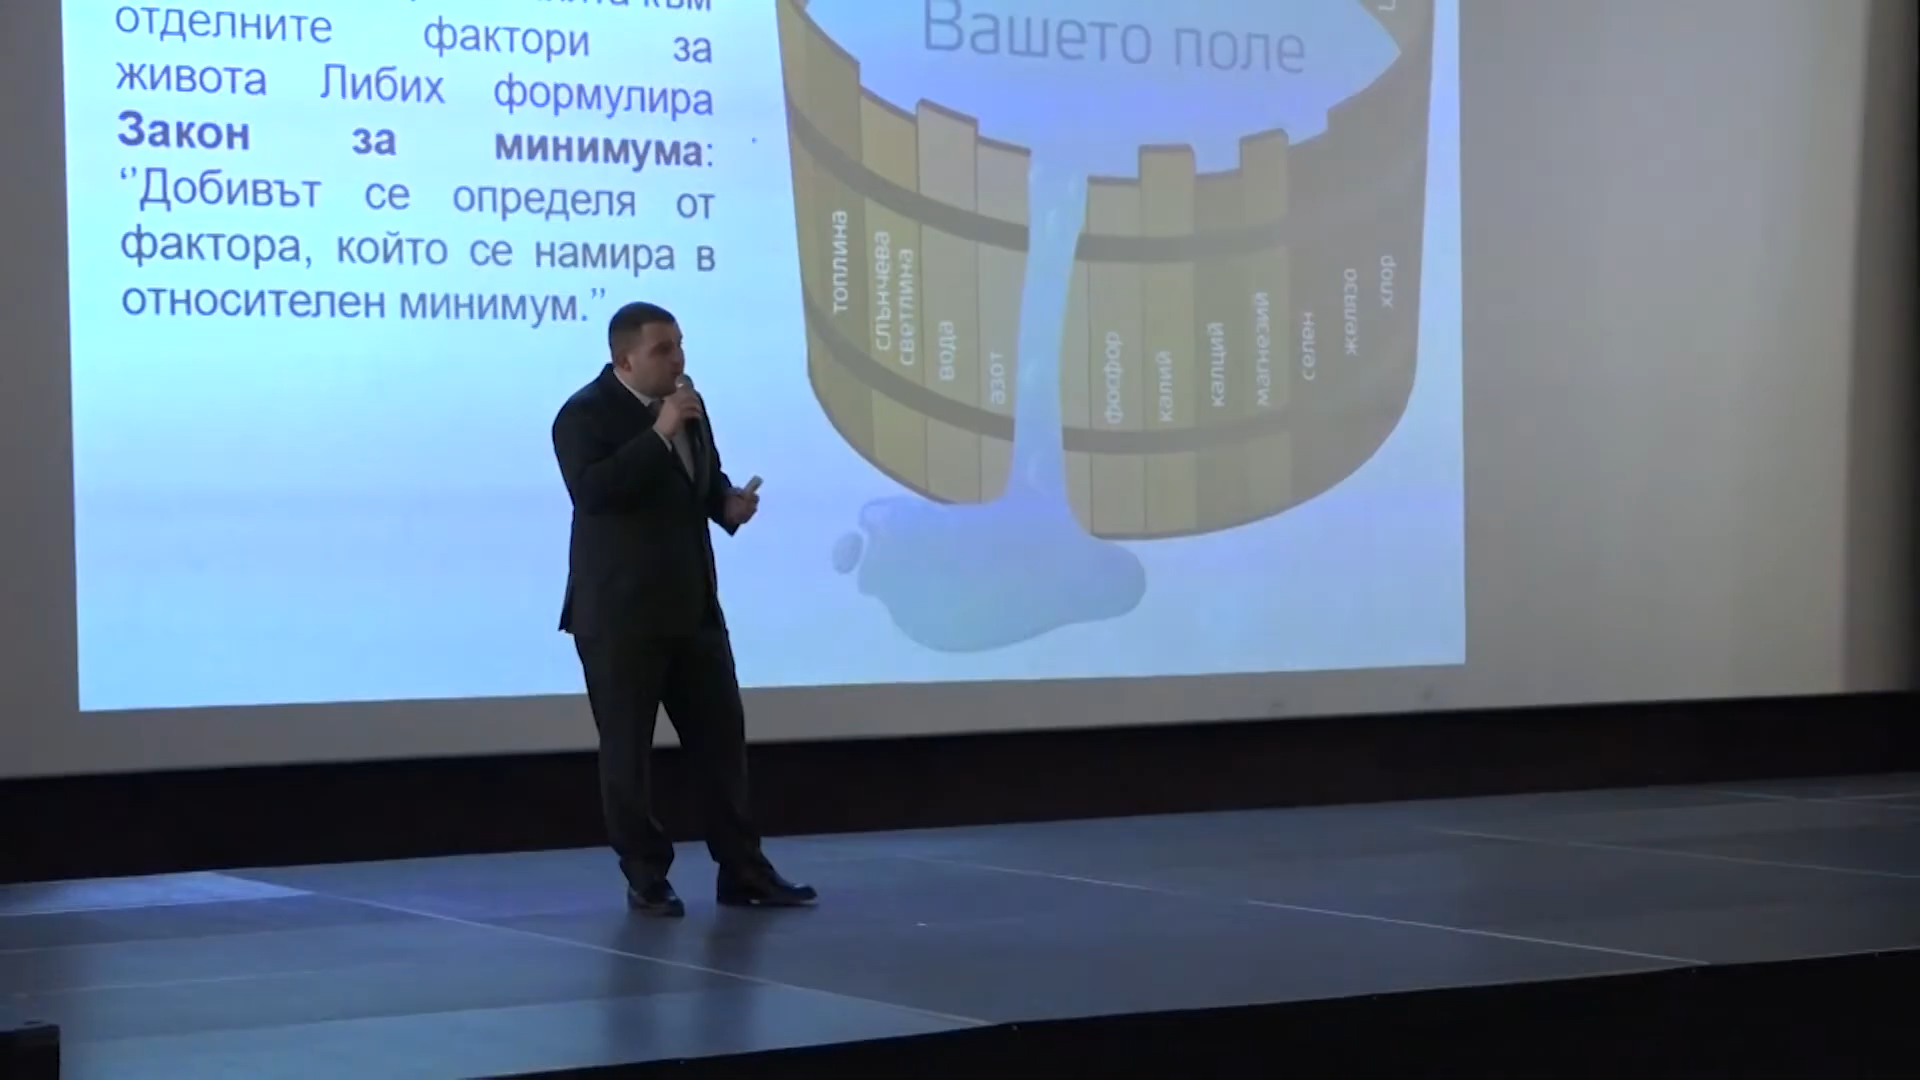 отделните фактори за
живота Либих формулира
Закон за минимума:
‘’Добивът се определя от
фактора, който се намира в
относителен минимум.’’
Вашето поле
топлина
слънчева
светлина
вода
азот
фосфор
калий
калций
магнезий
селен
желязо
хлор